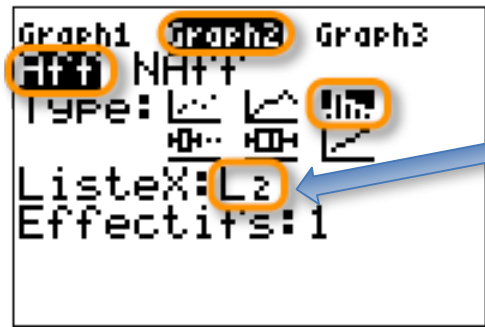 Graph1 Graph2 Graph3
Aff NAff
Type:
ListeX:L2
Effectifs:1